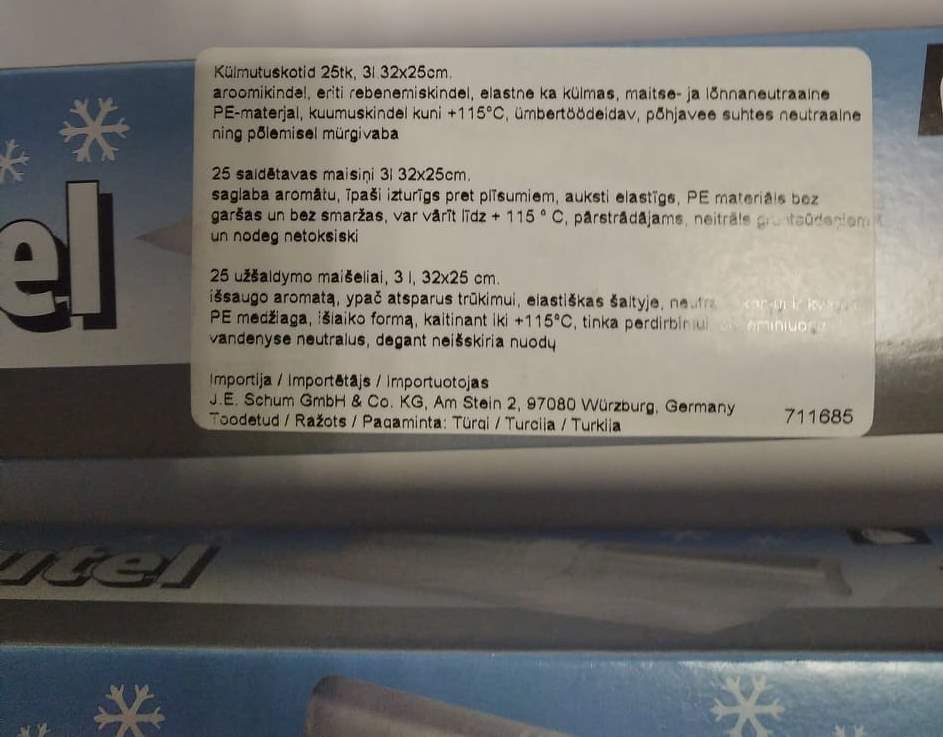 Külmutuskotid 25tk, 3l 32x25cm.
aroomikindel, eriti rebenemiskindel, elastne ka külmas, maitse- ja lõhnaneutraalne
PE-materjal, kuumuskindel kuni +115°C, ümbertöödeldav, põhjavee suhtes neutraalne
ning põlemisel mürgivaba
25 saldētavas maisiņi 3l 32x25cm.
saglaba aromātu, īpaši izturīgs pret plīsumiem, auksti elastīgs, PE materiāls bez
garšas un bez smaržas, var vārīt līdz + 115 ° C, pārstrādājams, neitrāls gruntsūdeņiem
un nodeg netoksiski
25 užšaldymo maišeliai, 3 l, 32x25 cm.
išsaugo aromatą, ypač atsparus trūkimui, elastiškas šaltyje,
PE medžiaga, išlaiko formą, kaitinant iki +115°C, tinka perdirbimui
vandenyse neutralus, degant neišskiria nuodų
Importija / Importētājs / Importuotojas
J.E. Schum GmbH & Co. KG, Am Stein 2, 97080 Würzburg, Germany
Toodetud / Ražots / Pagaminta: Türgi / Turcija / Turkija
711685
el
utel